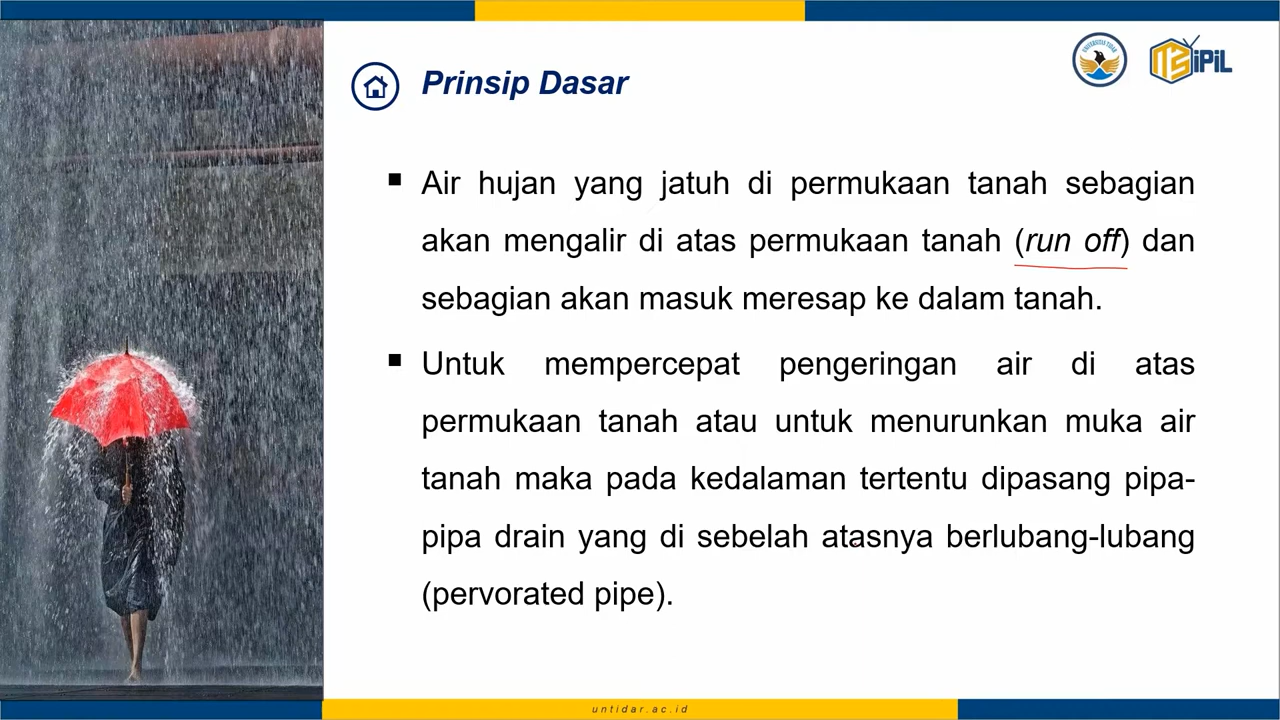 Prinsip Dasar
UNIVERSITAS TIDAR
iPiL
Air hujan yang jatuh di permukaan tanah sebagian
akan mengalir di atas permukaan tanah (run off) dan
sebagian akan masuk meresap ke dalam tanah.
Untuk mempercepat pengeringan air di atas
permukaan tanah atau untuk menurunkan muka air
tanah maka pada kedalaman tertentu dipasang pipa-
pipa drain yang di sebelah atasnya berlubang-lubang
(pervorated pipe).
untidar.ac.id